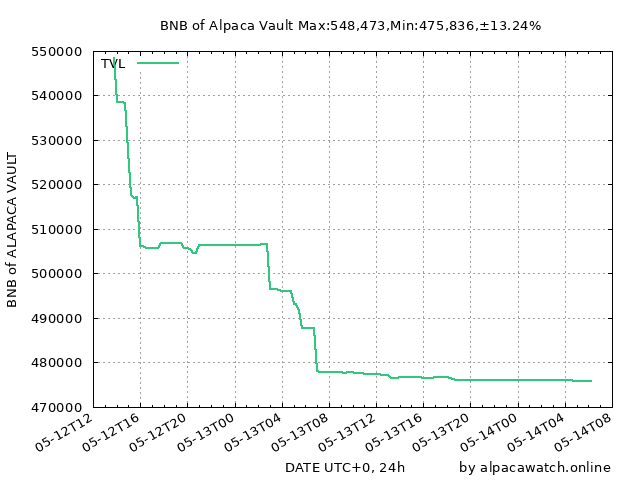 BNB of Alpaca Vault Max:548,473,Min:475,836,±13.24%
TVL
550000
540000
530000
520000
510000
500000
490000
480000
470000
BNB of ALAPACA VAULT
05-12T12
05-12T16
05-12T20
05-13T00
05-13T04
05-13T08
05-13T12
05-13T16
05-13T20
05-14T00
05-14T04
05-14T08
DATE UTC+0, 24h
by alpacawatch.online